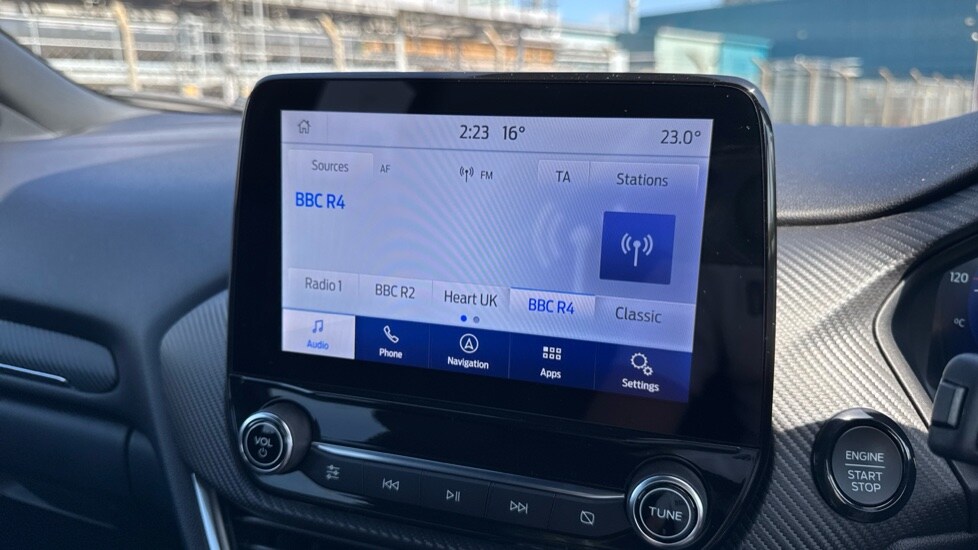 2:23 16° 23.0°
Sources AF FM TA Stations
BBC R4
Radio 1 BBC R2 Heart UK BBC R4 Classic
Audio Phone Navigation Apps Settings
VOL
TUNE
ENGINE
START
STOP
120
°C